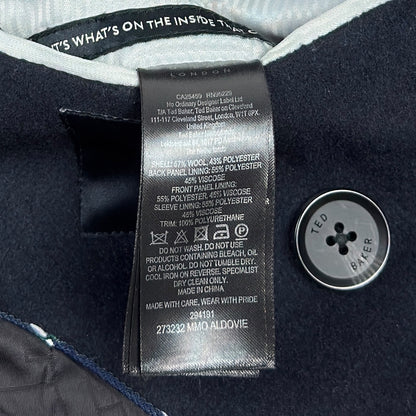 IT'S WHAT'S ON THE INSIDE THAT
LONDON
CA25459 RN95228
No Ordinary Designer Label Ltd
T/A Ted Baker, Ted Baker on Cleveland
111-117 Cleveland Street, London, W1T 6PX.
United Kingdom
The Netherlands
SHELL: 57% WOOL, 43% POLYESTER
BACK PANEL LINING: 55% POLYESTER
45% VISCOSE
FRONT PANEL LINING:
55% POLYESTER, 45% VISCOSE
SLEEVE LINING: 55% POLYESTER
45% VISCOSE
TRIM: 100% POLYURETHANE
DO NOT WASH. DO NOT USE
PRODUCTS CONTAINING BLEACH, OIL
OR ALCOHOL. DO NOT TUMBLE DRY.
COOL IRON ON REVERSE. SPECIALIST
DRY CLEAN ONLY.
MADE IN CHINA
MADE WITH CARE, WEAR WITH PRIDE
294191
273232 MMO ALDOVIE
TED
BAKER